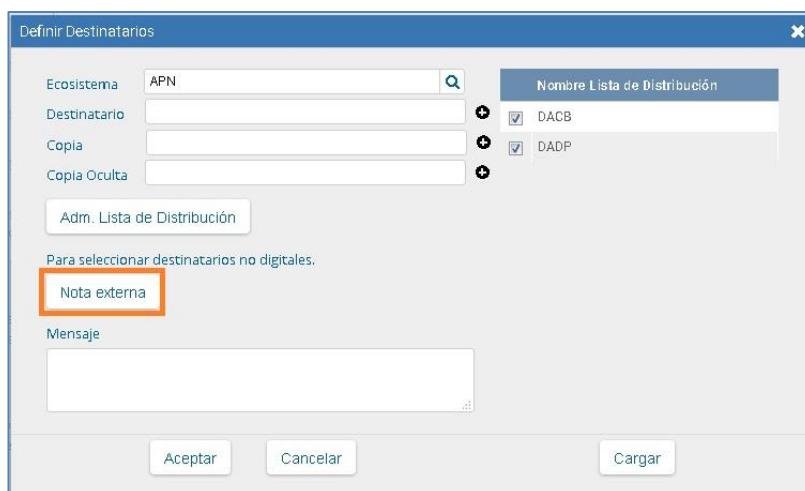 Definir Destinatarios
Ecosistema APN
Destinatario
Copia
Copia Oculta
Nombre Lista de Distribución
DACB
DADP
Adm. Lista de Distribución
Para seleccionar destinatarios no digitales.
Nota externa
Mensaje
Aceptar Cancelar Cargar